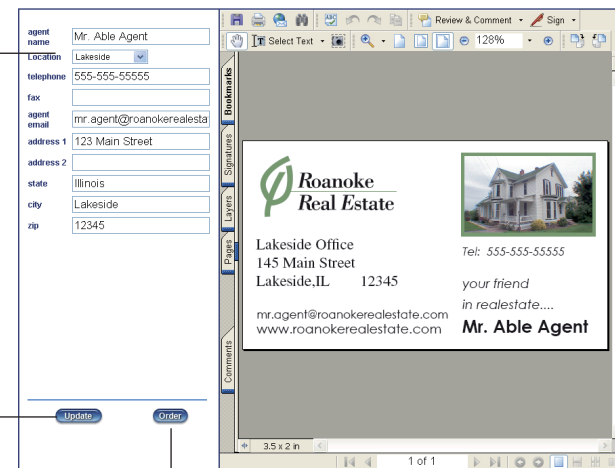 agent
name
Mr. Able Agent
Location
Lakeside
telephone
555-555-55555
fax
agent
email
mr.agent@roanokerealesta
address 1
123 Main Street
address 2
state
Illinois
city
Lakeside
zip
12345
Update
Order
Review & Comment
Sign
Select Text
128%
Bookmarks
Signatures
Layers
Pages
Comments
Roanoke
Real Estate
Lakeside Office
145 Main Street
Lakeside,IL 12345
mr.agent@roanokerealestate.com
www.roanokerealestate.com
Tel: 555-555-55555
your friend
in realestate....
Mr. Able Agent
3.5 x 2 in
1 of 1